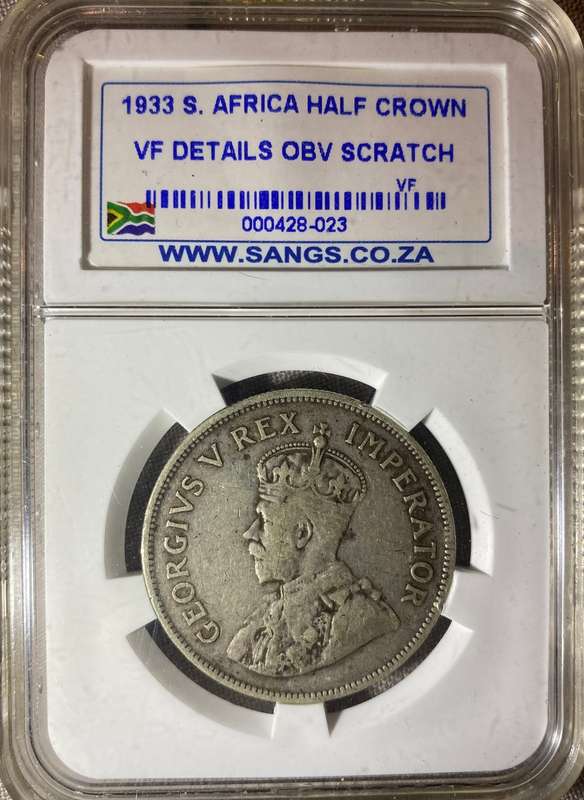 1933 S. AFRICA HALF CROWN
VF DETAILS OBV SCRATCH
VF
000428-023
WWW.SANGS.CO.ZA
GEORGIVS V REX IMPERATOR